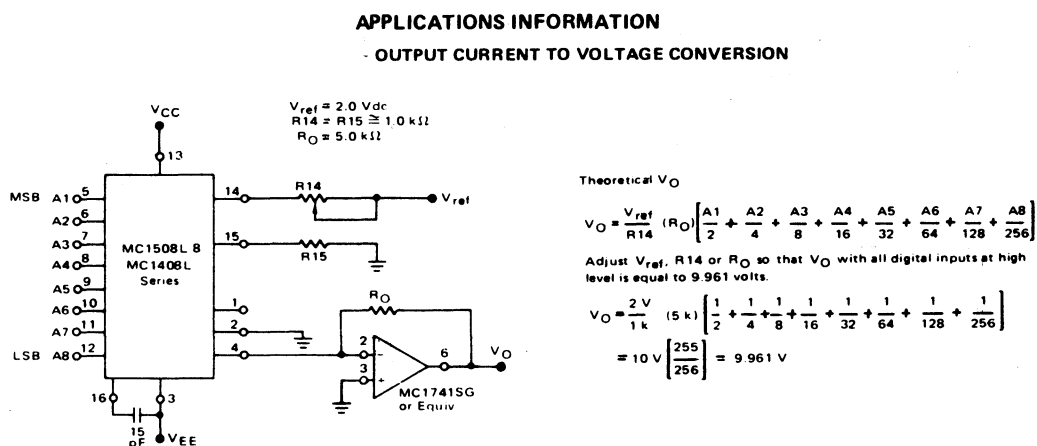 APPLICATIONS INFORMATION
- OUTPUT CURRENT TO VOLTAGE CONVERSION
Vref = 2.0 Vdc
R14 = R15 ≅ 1.0 kΩ
RO = 5.0 kΩ
VCC
13
MSB A1 5
A2 6
A3 7
A4 8
A5 9
A6 10
A7 11
LSB A8 12
MC1508L 8
MC1408L
Series
14 R14 Vref
15 R15
1
2
4
RO
2 -
3 +
6 VO
MC1741SG
or Equiv
16 3
15
pF
VEE
Theoretical VO
VO = Vref/R14 (RO) [A1/2 + A2/4 + A3/8 + A4/16 + A5/32 + A6/64 + A7/128 + A8/256]
Adjust Vref, R14 or RO so that VO with all digital inputs at high
level is equal to 9.961 volts.
VO = 2 V/1 k (5 k) [1/2 + 1/4 + 1/8 + 1/16 + 1/32 + 1/64 + 1/128 + 1/256]
= 10 V [255/256] = 9.961 V